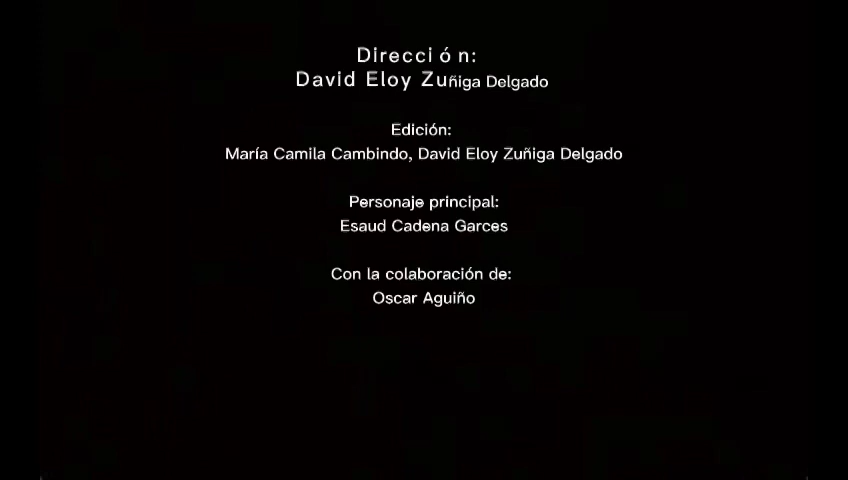 Dirección:
David Eloy Zuñiga Delgado
Edición:
María Camila Cambindo, David Eloy Zuñiga Delgado
Personaje principal:
Esaud Cadena Garces
Con la colaboración de:
Oscar Aguiño